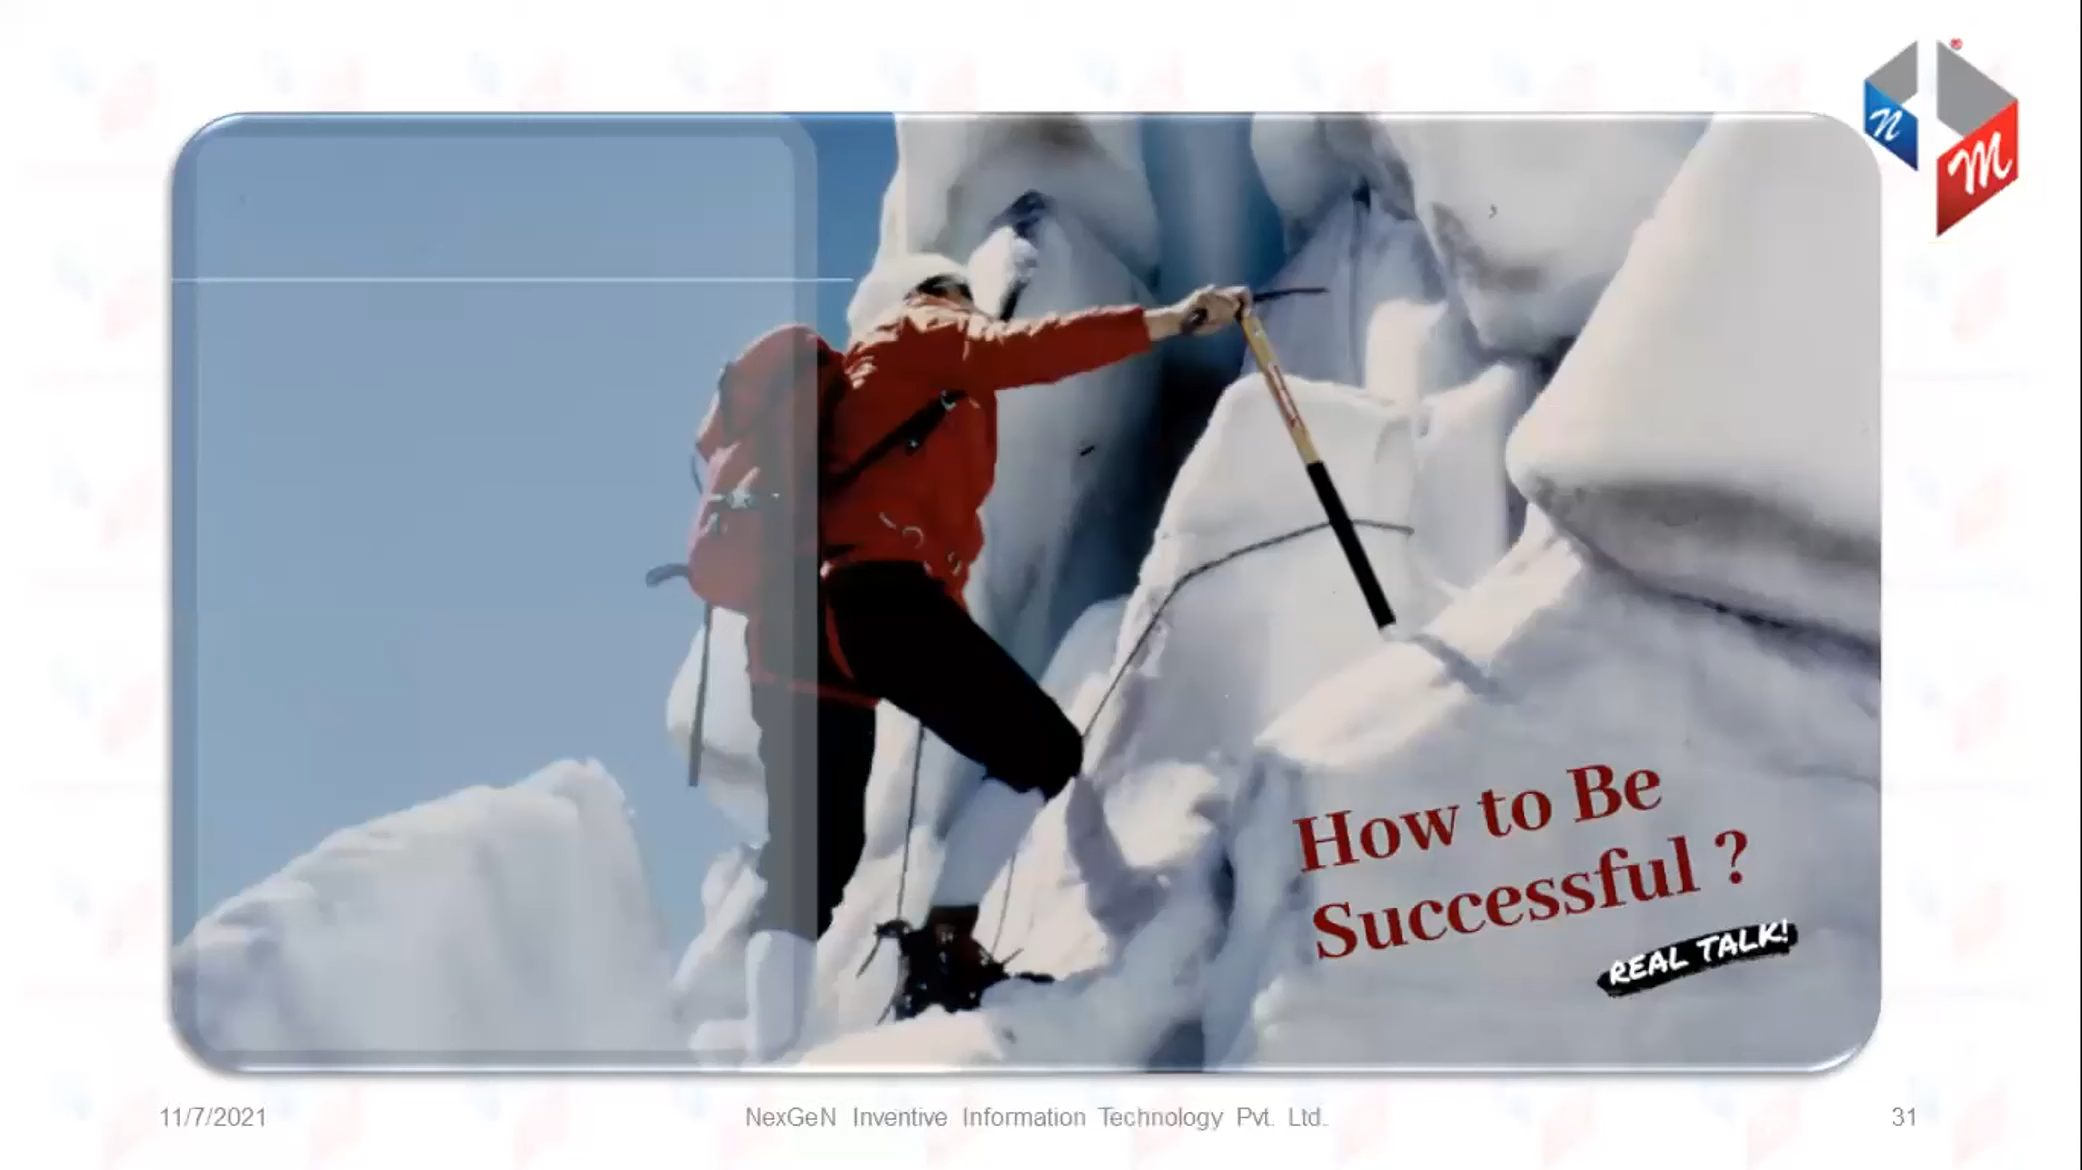 n
m
How to Be
Successful ?
REAL TALK!
11/7/2021
NexGeN Inventive Information Technology Pvt. Ltd.
31